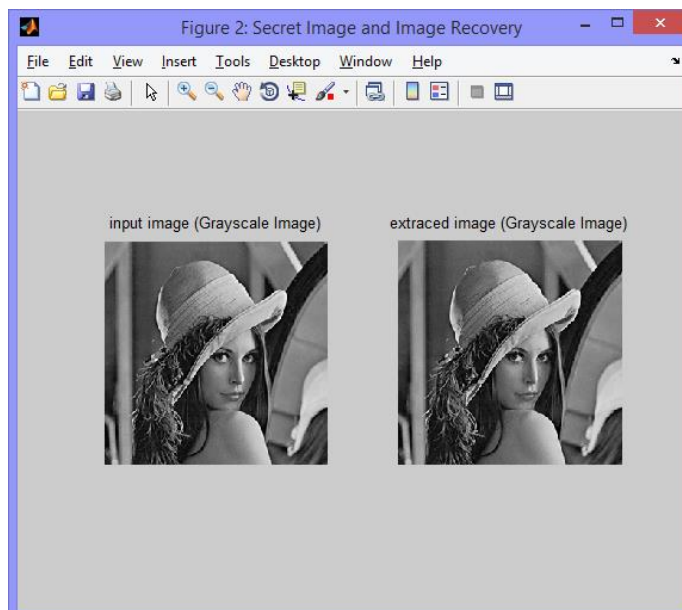 Figure 2: Secret Image and Image Recovery
File Edit View Insert Tools Desktop Window Help
input image (Grayscale Image) extraced image (Grayscale Image)